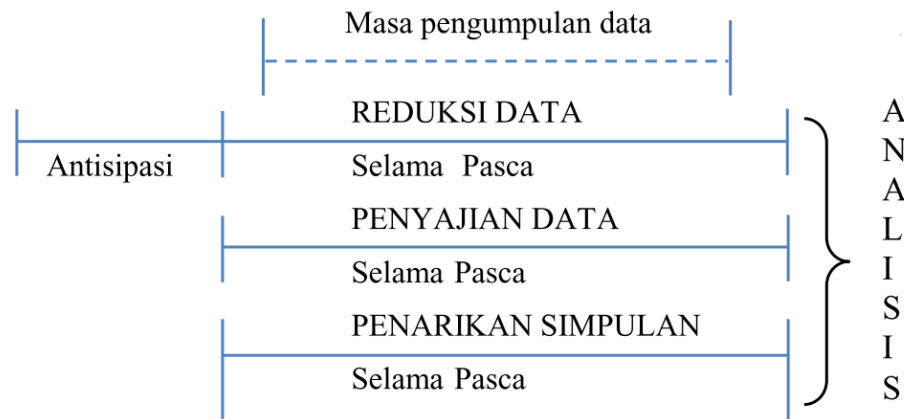 Masa pengumpulan data
REDUKSI DATA
Antisipasi
Selama Pasca
PENYAJIAN DATA
Selama Pasca
PENARIKAN SIMPULAN
Selama Pasca
A
N
A
L
I
S
I
S